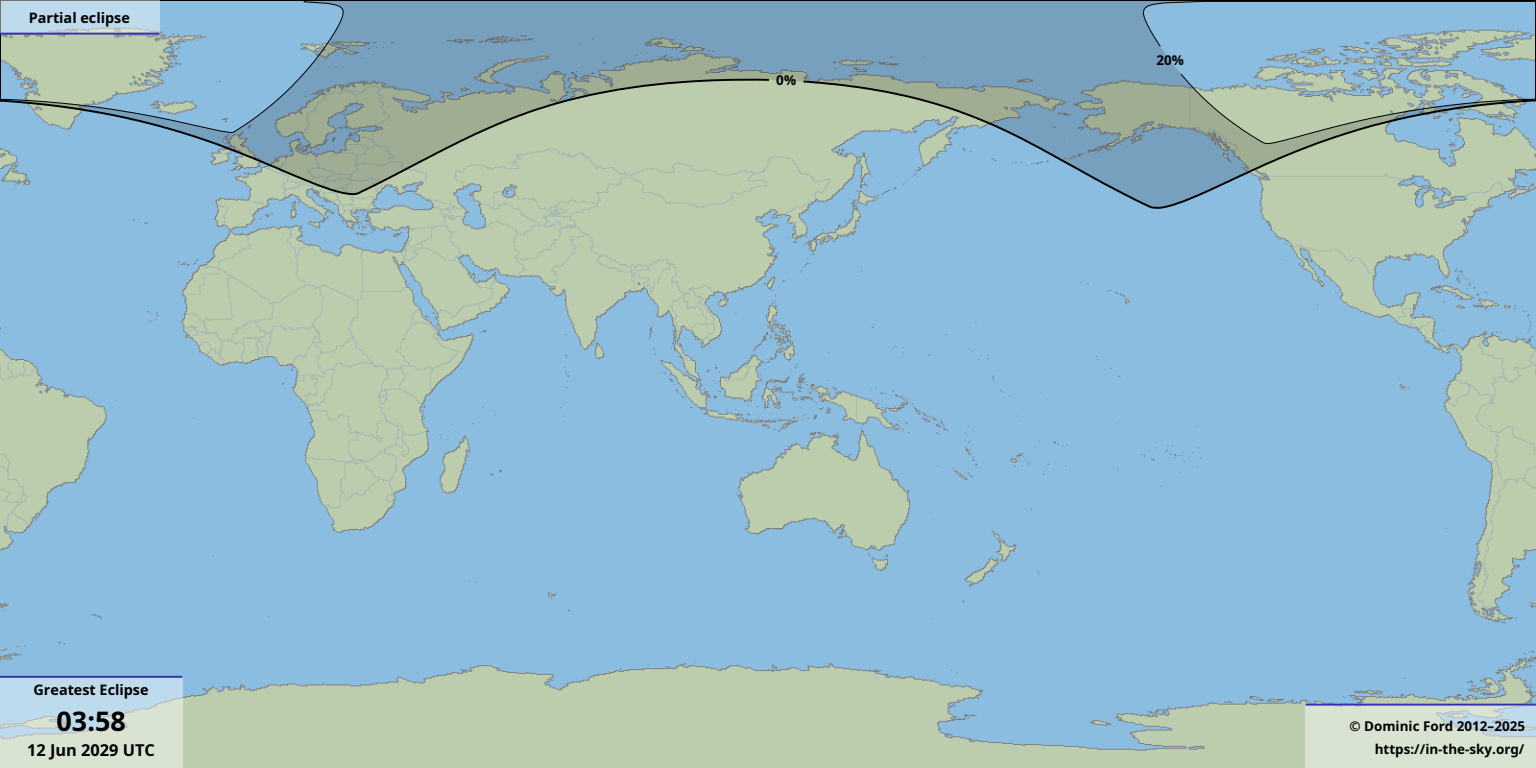 Partial eclipse
20%
0%
Greatest Eclipse
03:58
12 Jun 2029 UTC
© Dominic Ford 2012–2025
https://in-the-sky.org/